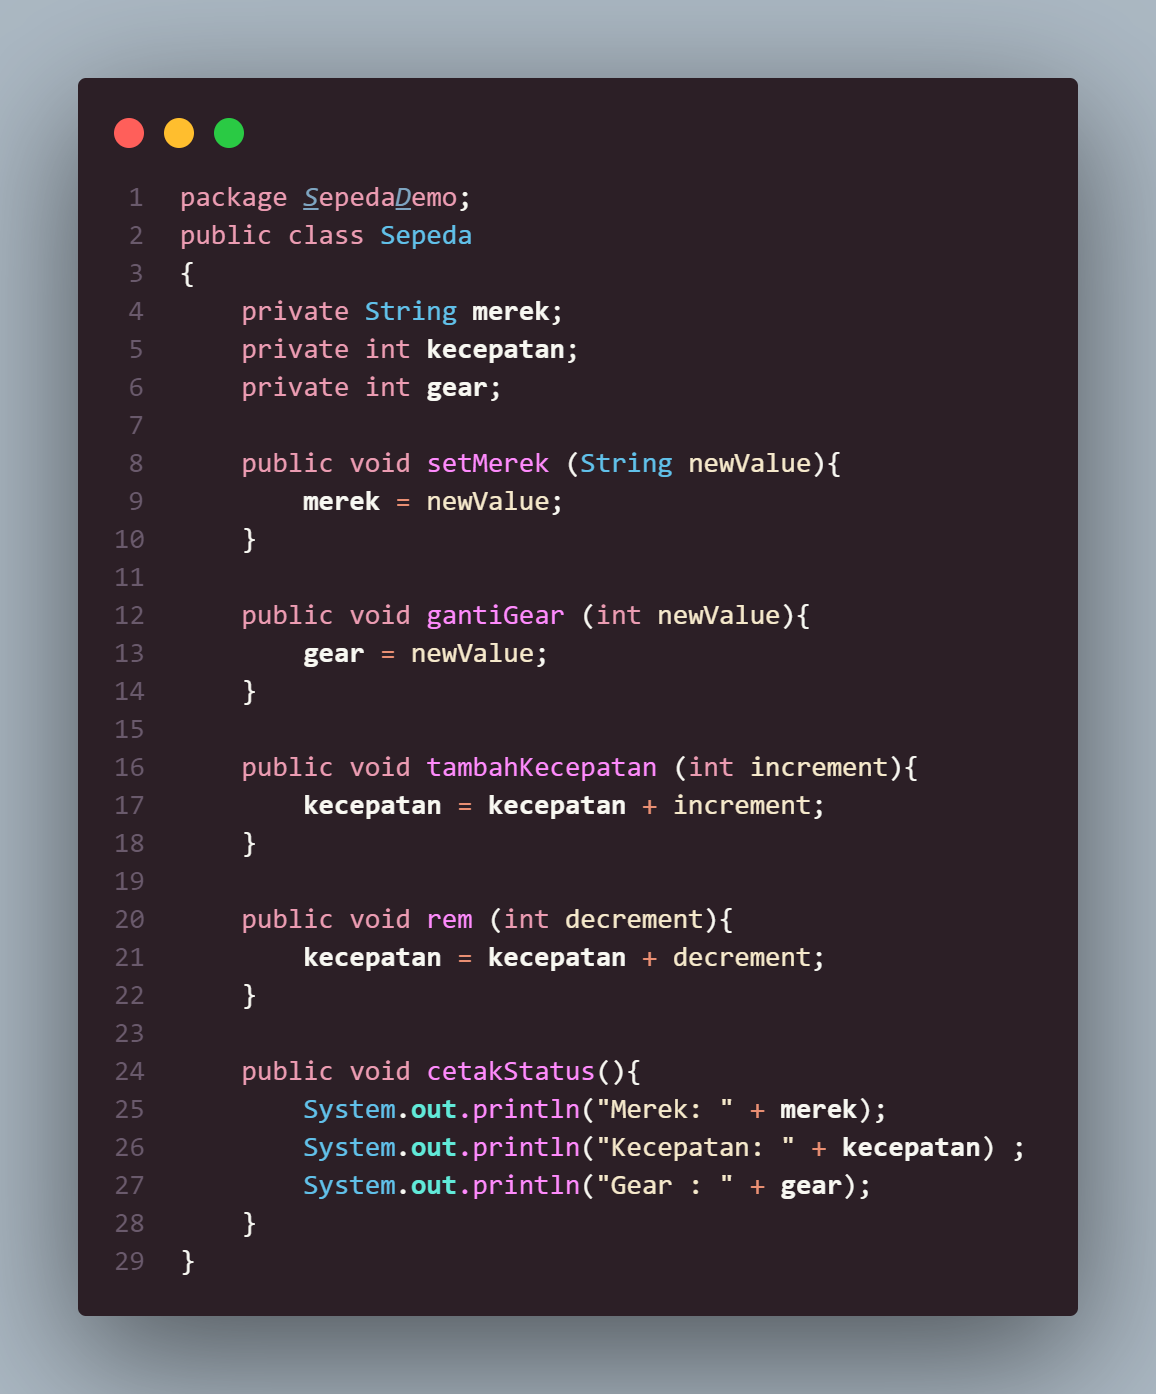 1 package SepedaDemo;
2 public class Sepeda
3 {
4     private String merek;
5     private int kecepatan;
6     private int gear;
7
8     public void setMerek (String newValue){
9         merek = newValue;
10     }
11
12     public void gantiGear (int newValue){
13         gear = newValue;
14     }
15
16     public void tambahKecepatan (int increment){
17         kecepatan = kecepatan + increment;
18     }
19
20     public void rem (int decrement){
21         kecepatan = kecepatan + decrement;
22     }
23
24     public void cetakStatus(){
25         System.out.println("Merek: " + merek);
26         System.out.println("Kecepatan: " + kecepatan) ;
27         System.out.println("Gear : " + gear);
28     }
29 }